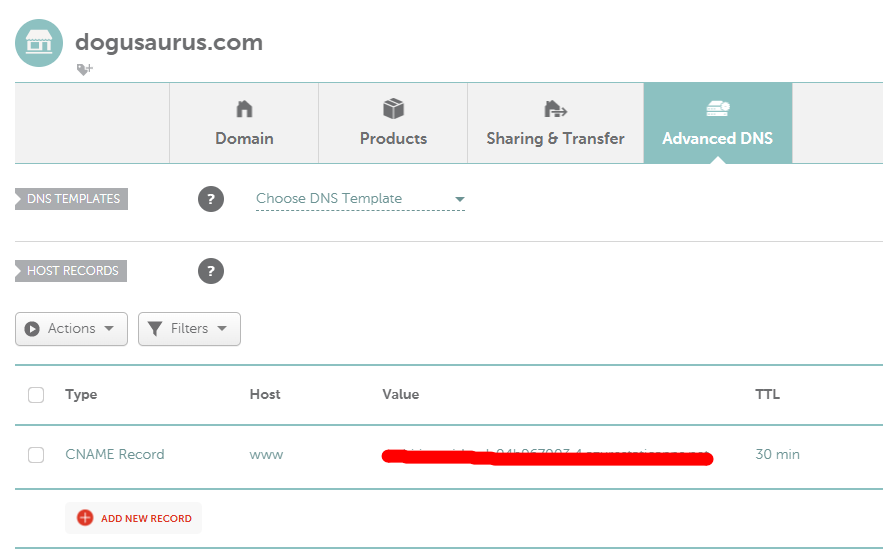 dogusaurus.com
Domain
Products
Sharing & Transfer
Advanced DNS
DNS TEMPLATES
?
Choose DNS Template
HOST RECORDS
?
Actions
Filters
Type Host Value TTL
CNAME Record www 30 min
ADD NEW RECORD